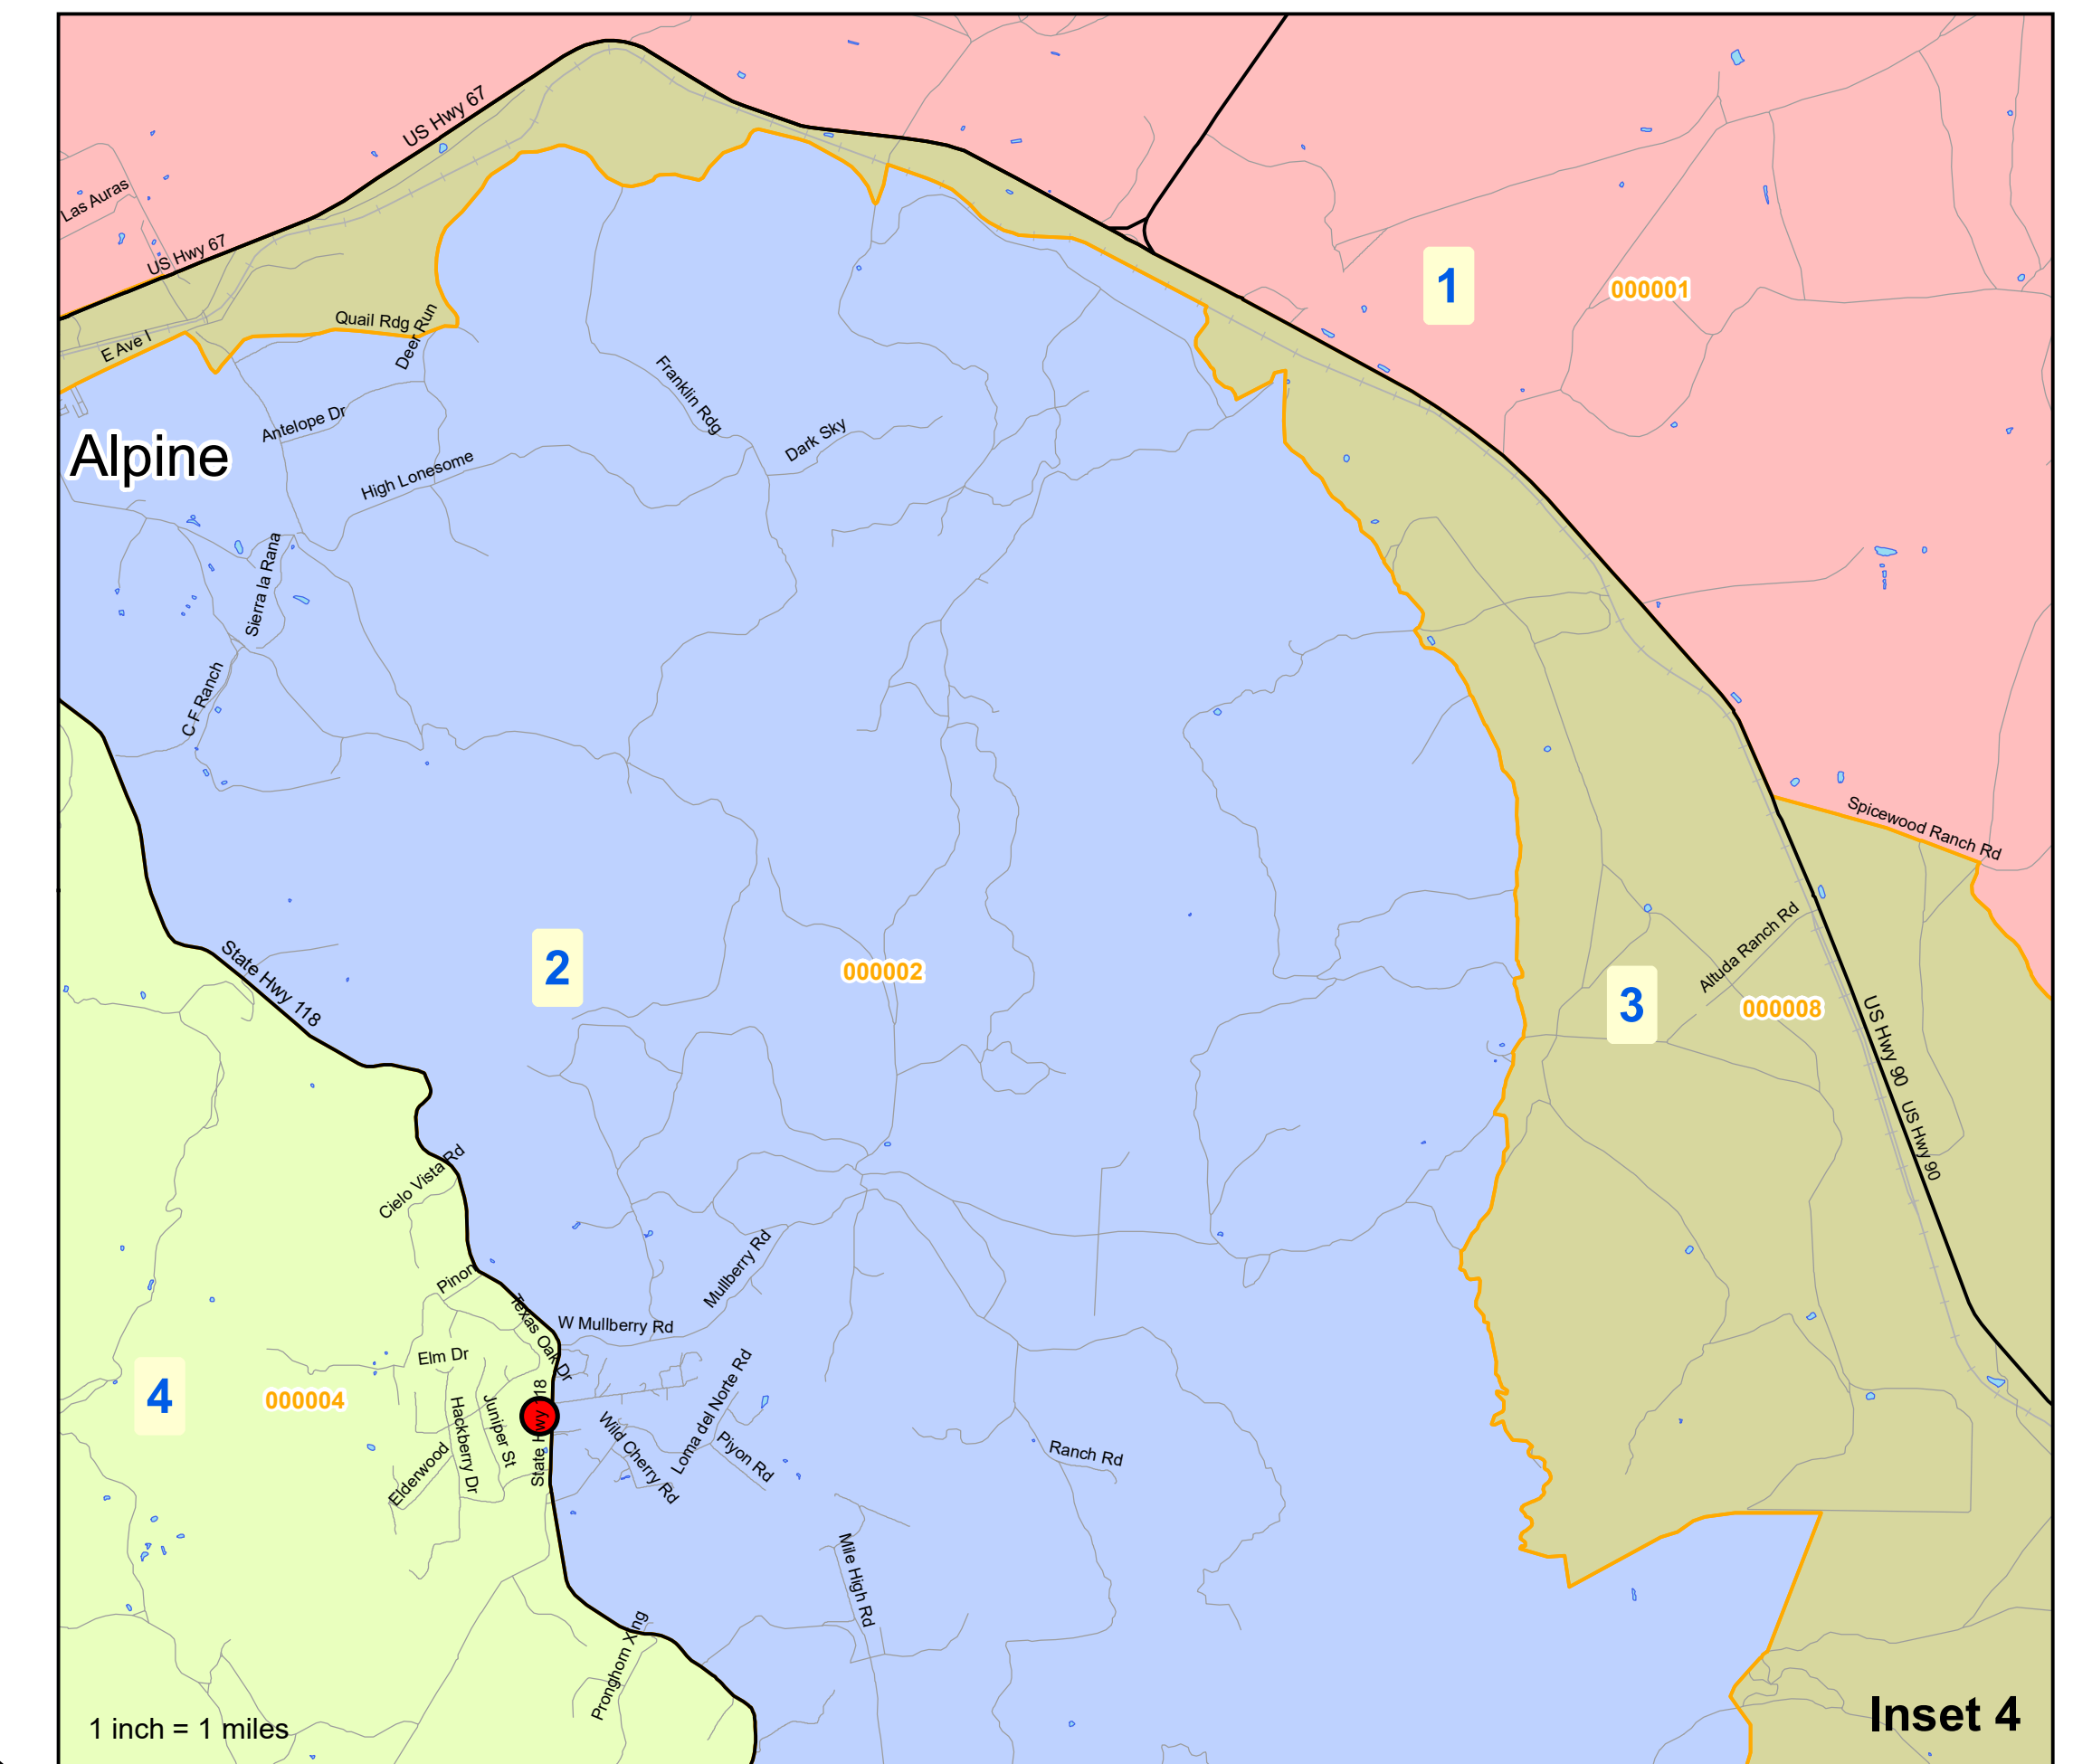 US Hwy 67
Las Auras
US Hwy 67
1
000001
Quail Rdg
Deer Run
E Ave I
Franklin Rdg
Antelope Dr
Dark Sky
Alpine
High Lonesome
Sierra la Rana
C F Ranch
Spicewood Ranch Rd
State Hwy 118
2
000002
Altuda Ranch Rd
3
000008
US Hwy 90
US Hwy 90
Cielo Vista Rd
Pinon
Mullberry Rd
Texas Oak Dr
W Mullberry Rd
Elm Dr
4
000004
Hackberry Dr
Juniper St
State Hwy 118
Loma del Norte Rd
Wild Cherry Rd
Piyon Rd
Elderwood
Ranch Rd
Mile High Rd
Pronghorn Xing
1 inch = 1 miles
Inset 4